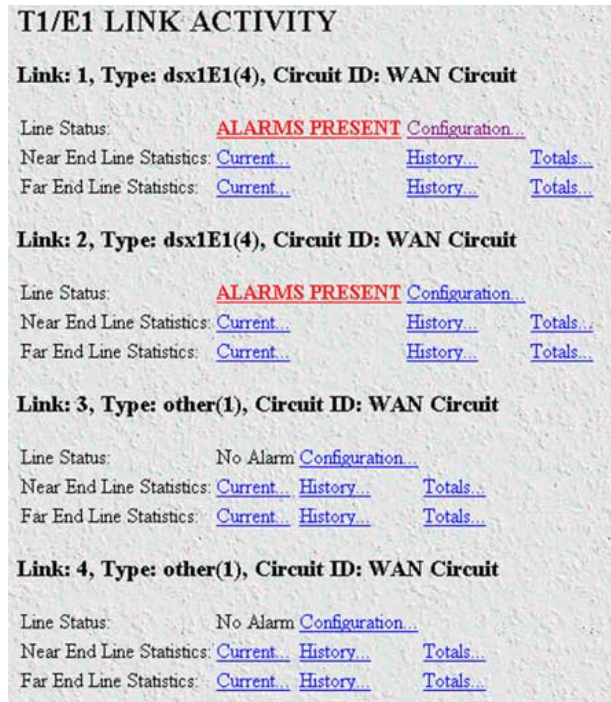 T1/E1 LINK ACTIVITY
Link: 1, Type: dsx1E1(4), Circuit ID: WAN Circuit
Line Status: ALARMS PRESENT Configuration...
Near End Line Statistics: Current... History... Totals...
Far End Line Statistics: Current... History... Totals...
Link: 2, Type: dsx1E1(4), Circuit ID: WAN Circuit
Line Status: ALARMS PRESENT Configuration...
Near End Line Statistics: Current... History... Totals...
Far End Line Statistics: Current... History... Totals...
Link: 3, Type: other(1), Circuit ID: WAN Circuit
Line Status: No Alarm Configuration...
Near End Line Statistics: Current... History... Totals...
Far End Line Statistics: Current... History... Totals...
Link: 4, Type: other(1), Circuit ID: WAN Circuit
Line Status: No Alarm Configuration...
Near End Line Statistics: Current... History... Totals...
Far End Line Statistics: Current... History... Totals...